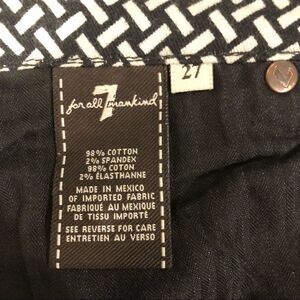 for all 7 mankind
27
98% COTTON
2% SPANDEX
98% COTON
2% ÉLASTHANNE
MADE IN MEXICO
OF IMPORTED FABRIC
FABRIQUÉ AU MEXIQUE
DE TISSU IMPORTÉ
SEE REVERSE FOR CARE
ENTRETIEN AU VERSO